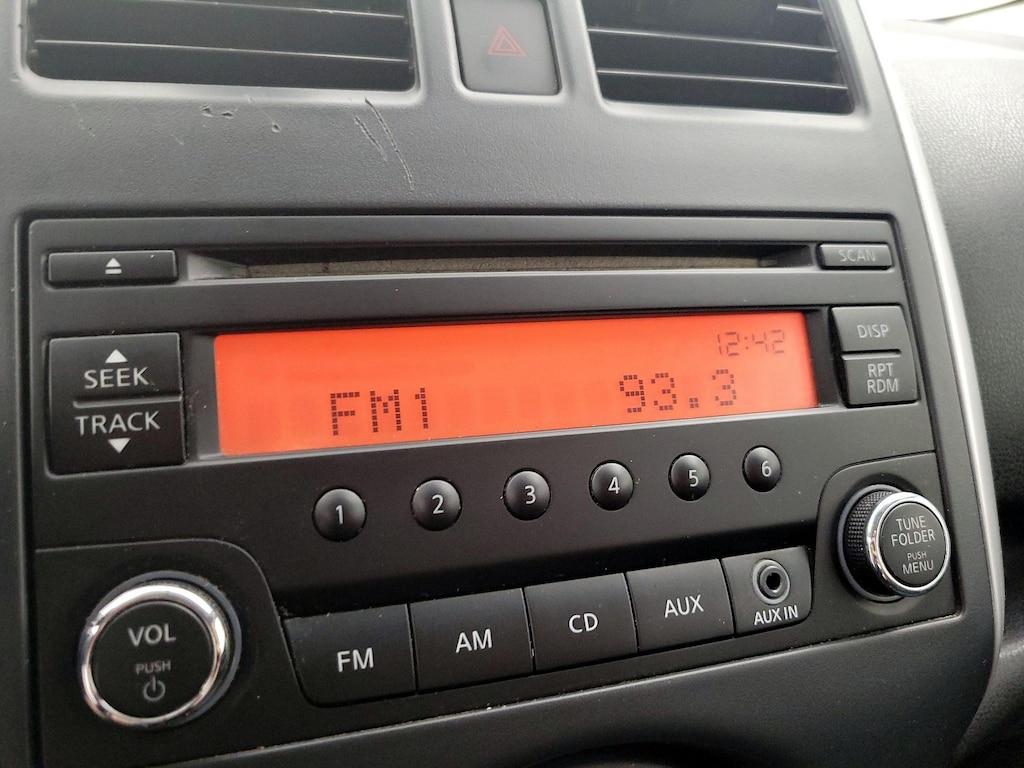 SCAN
SEEK
TRACK
12:42
FM1 93.3
DISP
RPT
RDM
1 2 3 4 5 6
VOL
PUSH
FM AM CD AUX
AUX IN
TUNE
FOLDER
PUSH
MENU